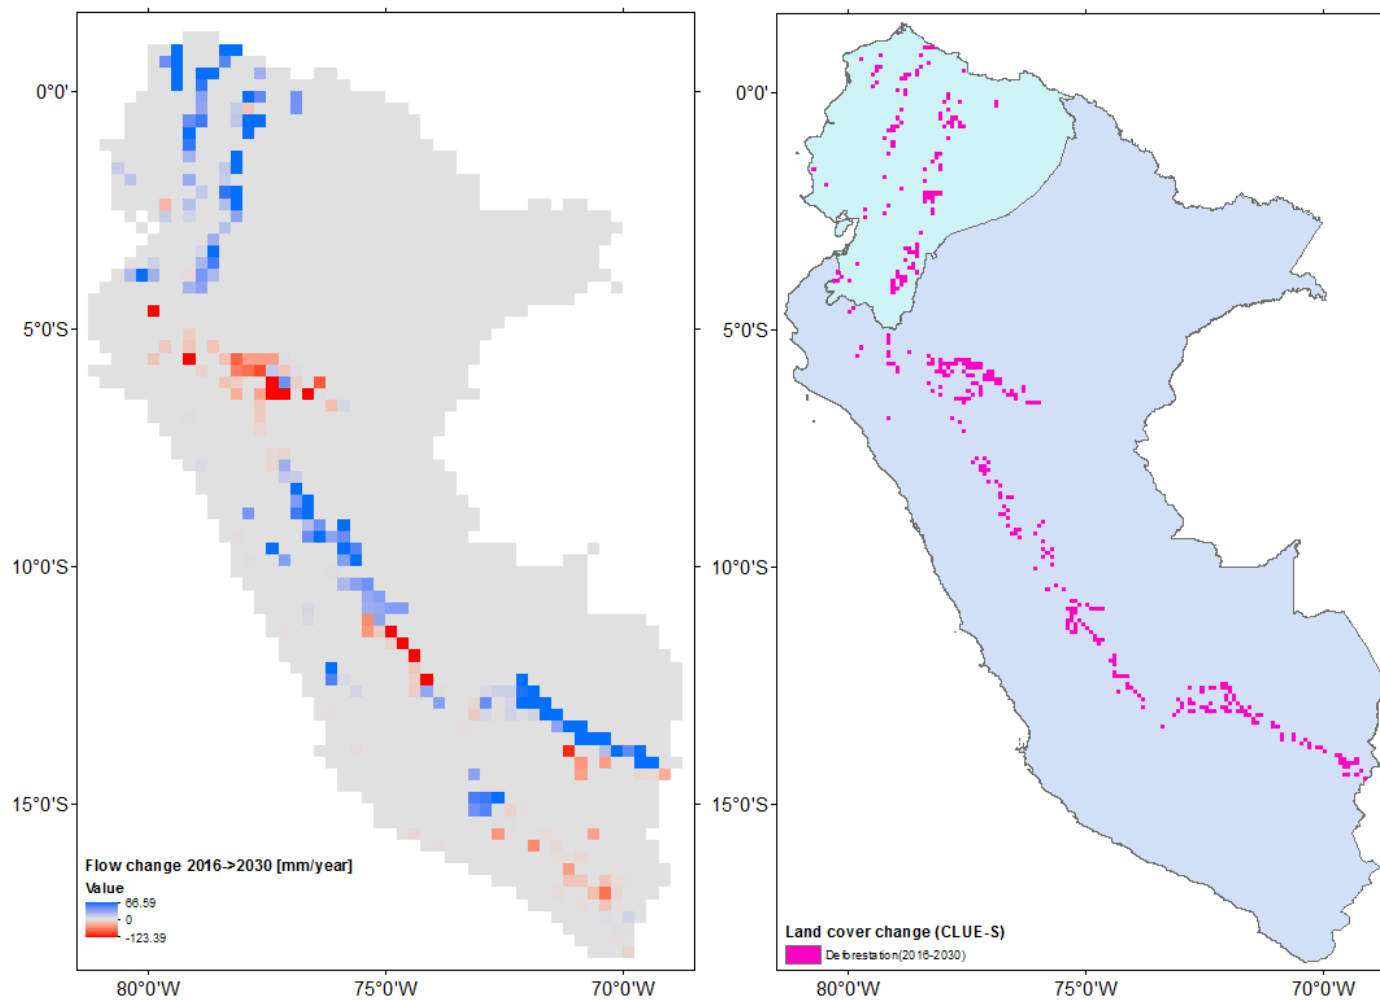 0°0'
5°0'S
10°0'S
15°0'S
Flow change 2016->2030 [mm/year]
Value
66.59
0
-123.39
80°0'W
75°0'W
70°0'W
0°0'
5°0'S
10°0'S
15°0'S
Land cover change (CLUE-S)
Deforestation(2016-2030)
80°0'W
75°0'W
70°0'W